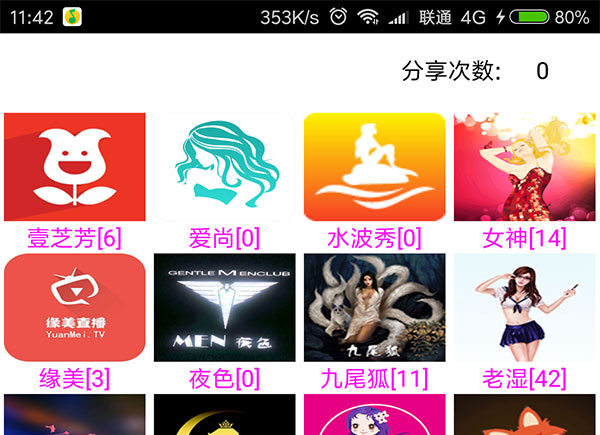 11:42 353K/s 联通 4G 80%
分享次数: 0
壹芝芳[6] 爱尚[0] 水波秀[0] 女神[14]
缘美直播
YuanMei.TV
GENTLE MENCLUB
MEN 夜色
九尾狐
缘美[3] 夜色[0] 九尾狐[11] 老湿[42]